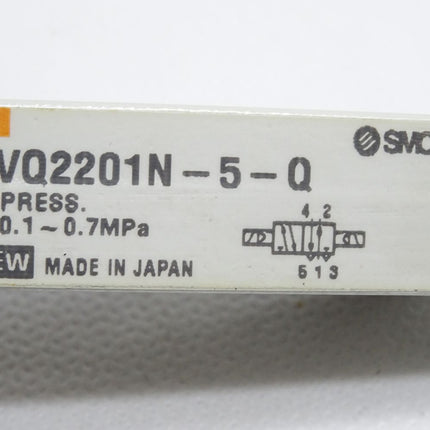 VQ2201N-5-Q
SMC
PRESS.
0.1~0.7MPa
4 2
5 1 3
MADE IN JAPAN